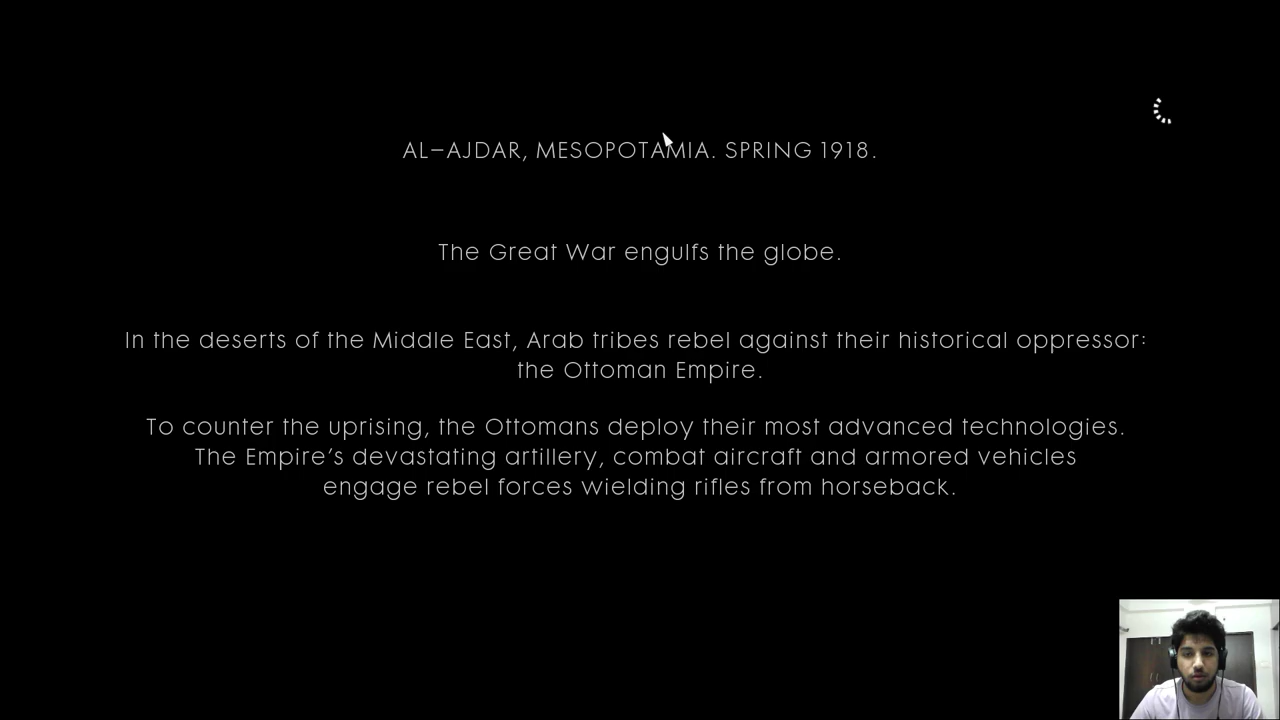 AL–AJDAR, MESOPOTAMIA. SPRING 1918.
The Great War engulfs the globe.
In the deserts of the Middle East, Arab tribes rebel against their historical oppressor:
the Ottoman Empire.
To counter the uprising, the Ottomans deploy their most advanced technologies.
The Empire's devastating artillery, combat aircraft and armored vehicles
engage rebel forces wielding rifles from horseback.